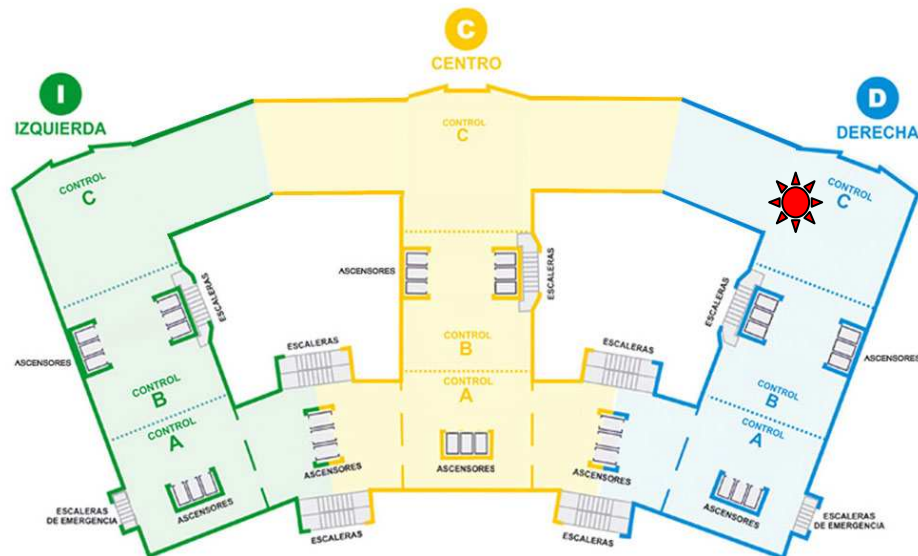 C
CENTRO
I
IZQUIERDA
D
DERECHA
CONTROL
C
CONTROL
C
CONTROL
C
ASCENSORES
ESCALERAS
ESCALERAS
ESCALERAS
ASCENSORES
ASCENSORES
ESCALERAS
ESCALERAS
CONTROL
B
CONTROL
B
CONTROL
B
CONTROL
A
CONTROL
A
CONTROL
A
ASCENSORES
ASCENSORES
ASCENSORES
ASCENSORES
ASCENSORES
ESCALERAS
DE EMERGENCIA
ESCALERAS
DE EMERGENCIA
ESCALERAS
ESCALERAS